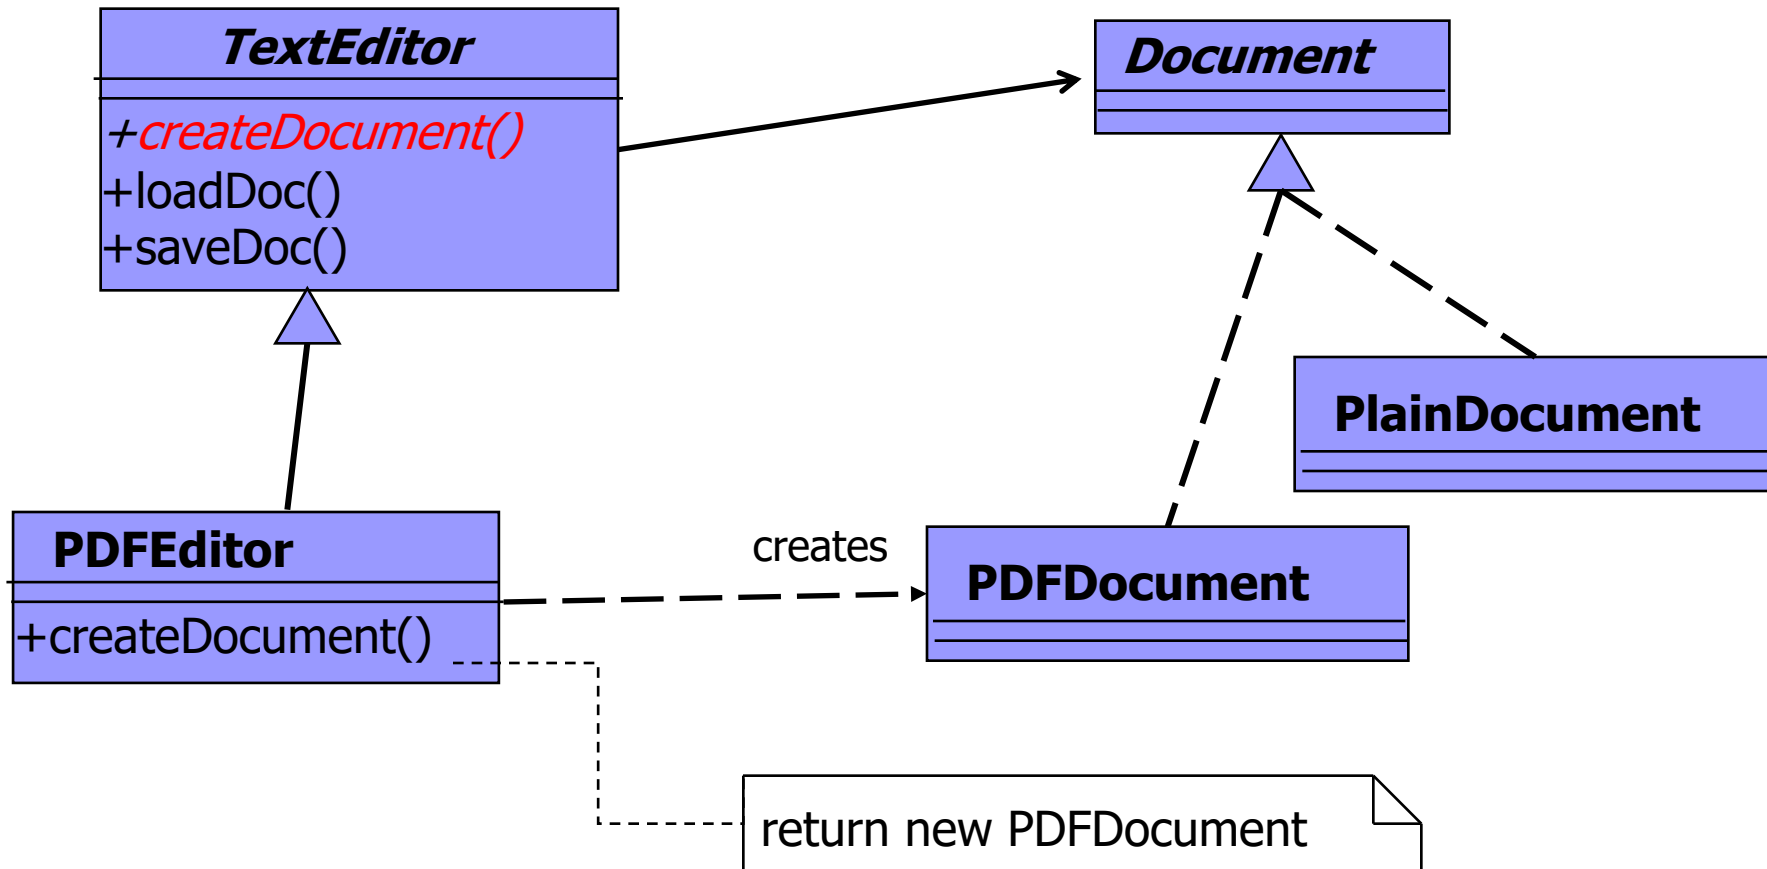 TextEditor
+createDocument()
+loadDoc()
+saveDoc()
Document
PlainDocument
PDFEditor
+createDocument()
creates
PDFDocument
return new PDFDocument